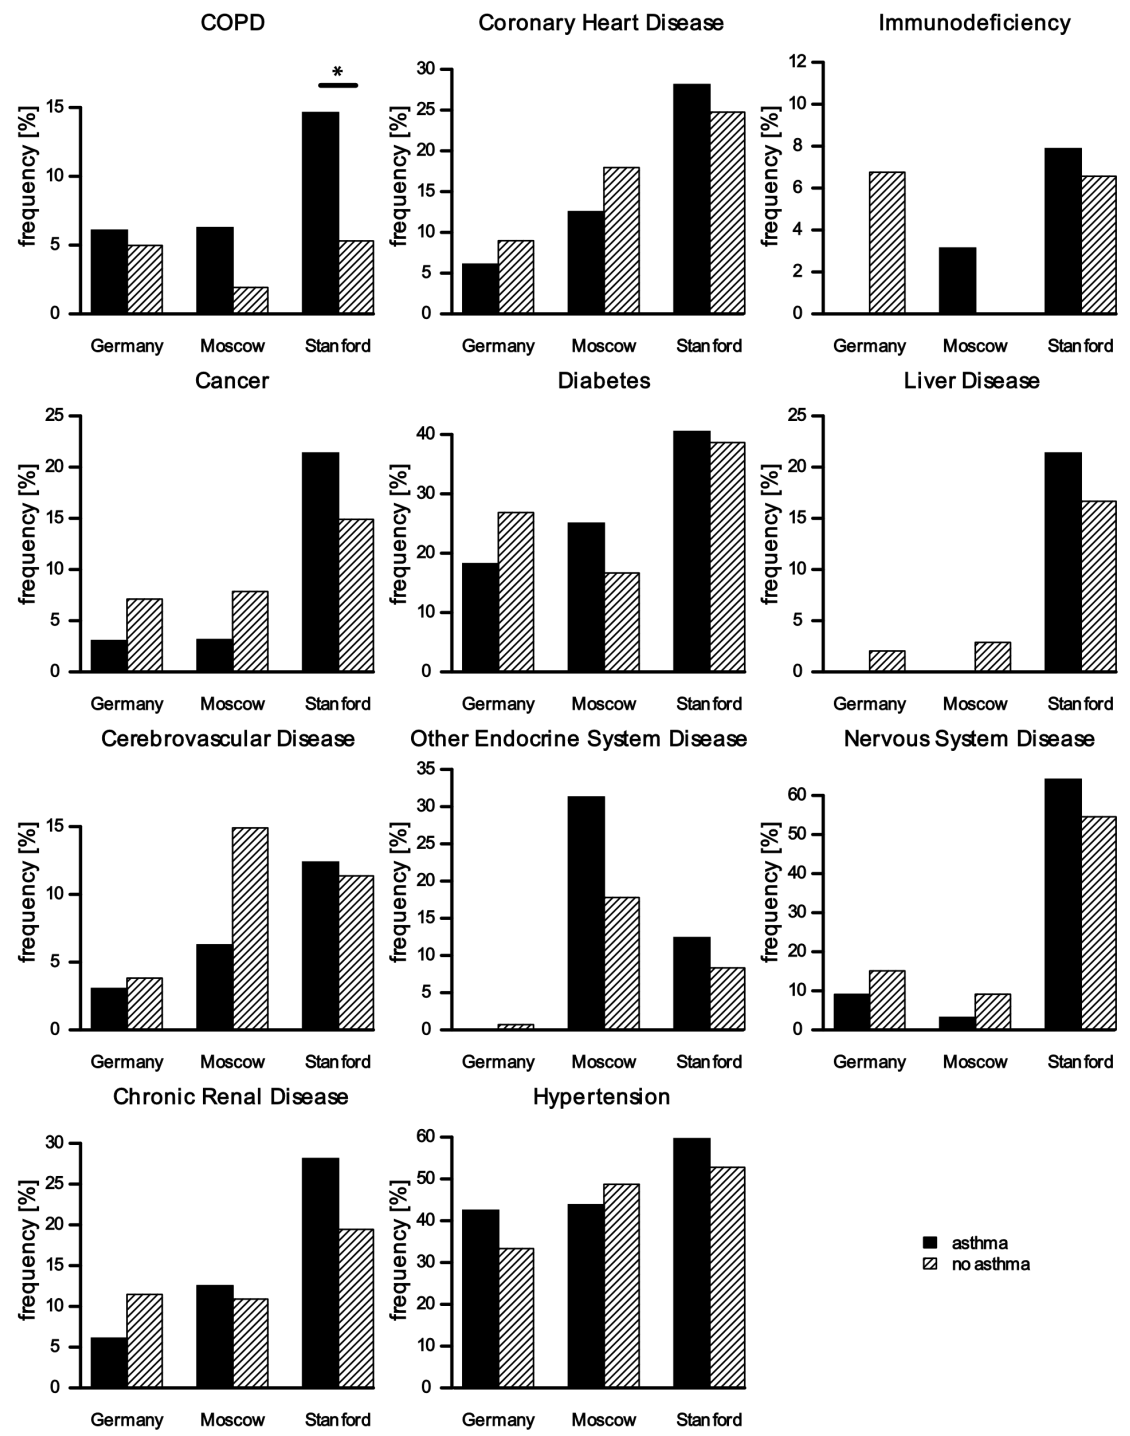 COPD
*
frequency [%]
15
10
5
0
Germany Moscow Stanford
Coronary Heart Disease
frequency [%]
30
25
20
15
10
5
0
Germany Moscow Stanford
Immunodeficiency
frequency [%]
12
10
8
6
4
2
0
Germany Moscow Stanford
Cancer
frequency [%]
25
20
15
10
5
0
Germany Moscow Stanford
Diabetes
frequency [%]
40
30
20
10
0
Germany Moscow Stanford
Liver Disease
frequency [%]
25
20
15
10
5
0
Germany Moscow Stanford
Cerebrovascular Disease
frequency [%]
15
10
5
0
Germany Moscow Stanford
Other Endocrine System Disease
frequency [%]
35
30
25
20
15
10
5
0
Germany Moscow Stanford
Nervous System Disease
frequency [%]
60
50
40
30
20
10
0
Germany Moscow Stanford
Chronic Renal Disease
frequency [%]
30
25
20
15
10
5
0
Germany Moscow Stanford
Hypertension
frequency [%]
60
50
40
30
20
10
0
Germany Moscow Stanford
asthma
no asthma